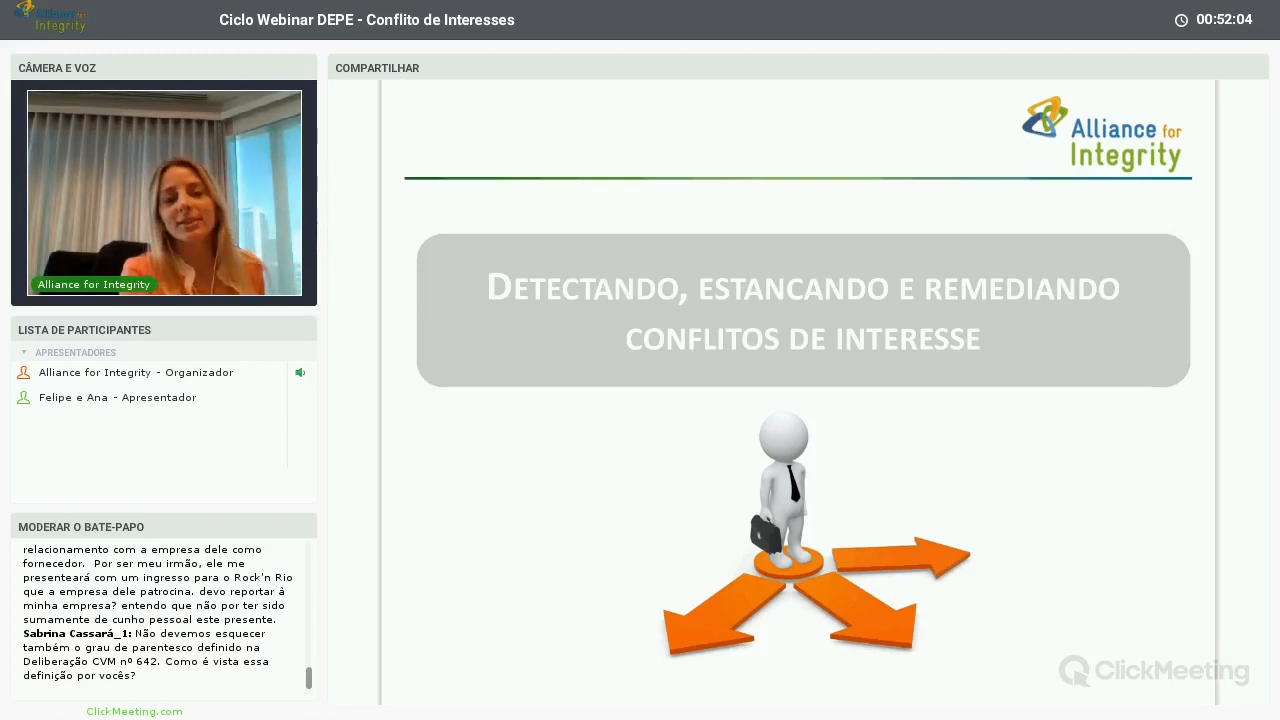 Alliance for
Integrity
Ciclo Webinar DEPE - Conflito de Interesses
00:52:04
CÂMERA E VOZ
Alliance for Integrity
LISTA DE PARTICIPANTES
APRESENTADORES
Alliance for Integrity - Organizador
Felipe e Ana - Apresentador
MODERAR O BATE-PAPO
relacionamento com a empresa dele como
fornecedor. Por ser meu irmão, ele me
presenteará com um ingresso para o Rock'n Rio
que a empresa dele patrocina. devo reportar à
minha empresa? entendo que não por ter sido
sumamente de cunho pessoal este presente.
Sabrina Cassará_1: Não devemos esquecer
também o grau de parentesco definido na
Deliberação CVM nº 642. Como é vista essa
definição por vocês?
ClickMeeting.com
COMPARTILHAR
Alliance for
Integrity
DETECTANDO, ESTANCANDO E REMEDIANDO
CONFLITOS DE INTERESSE
ClickMeeting